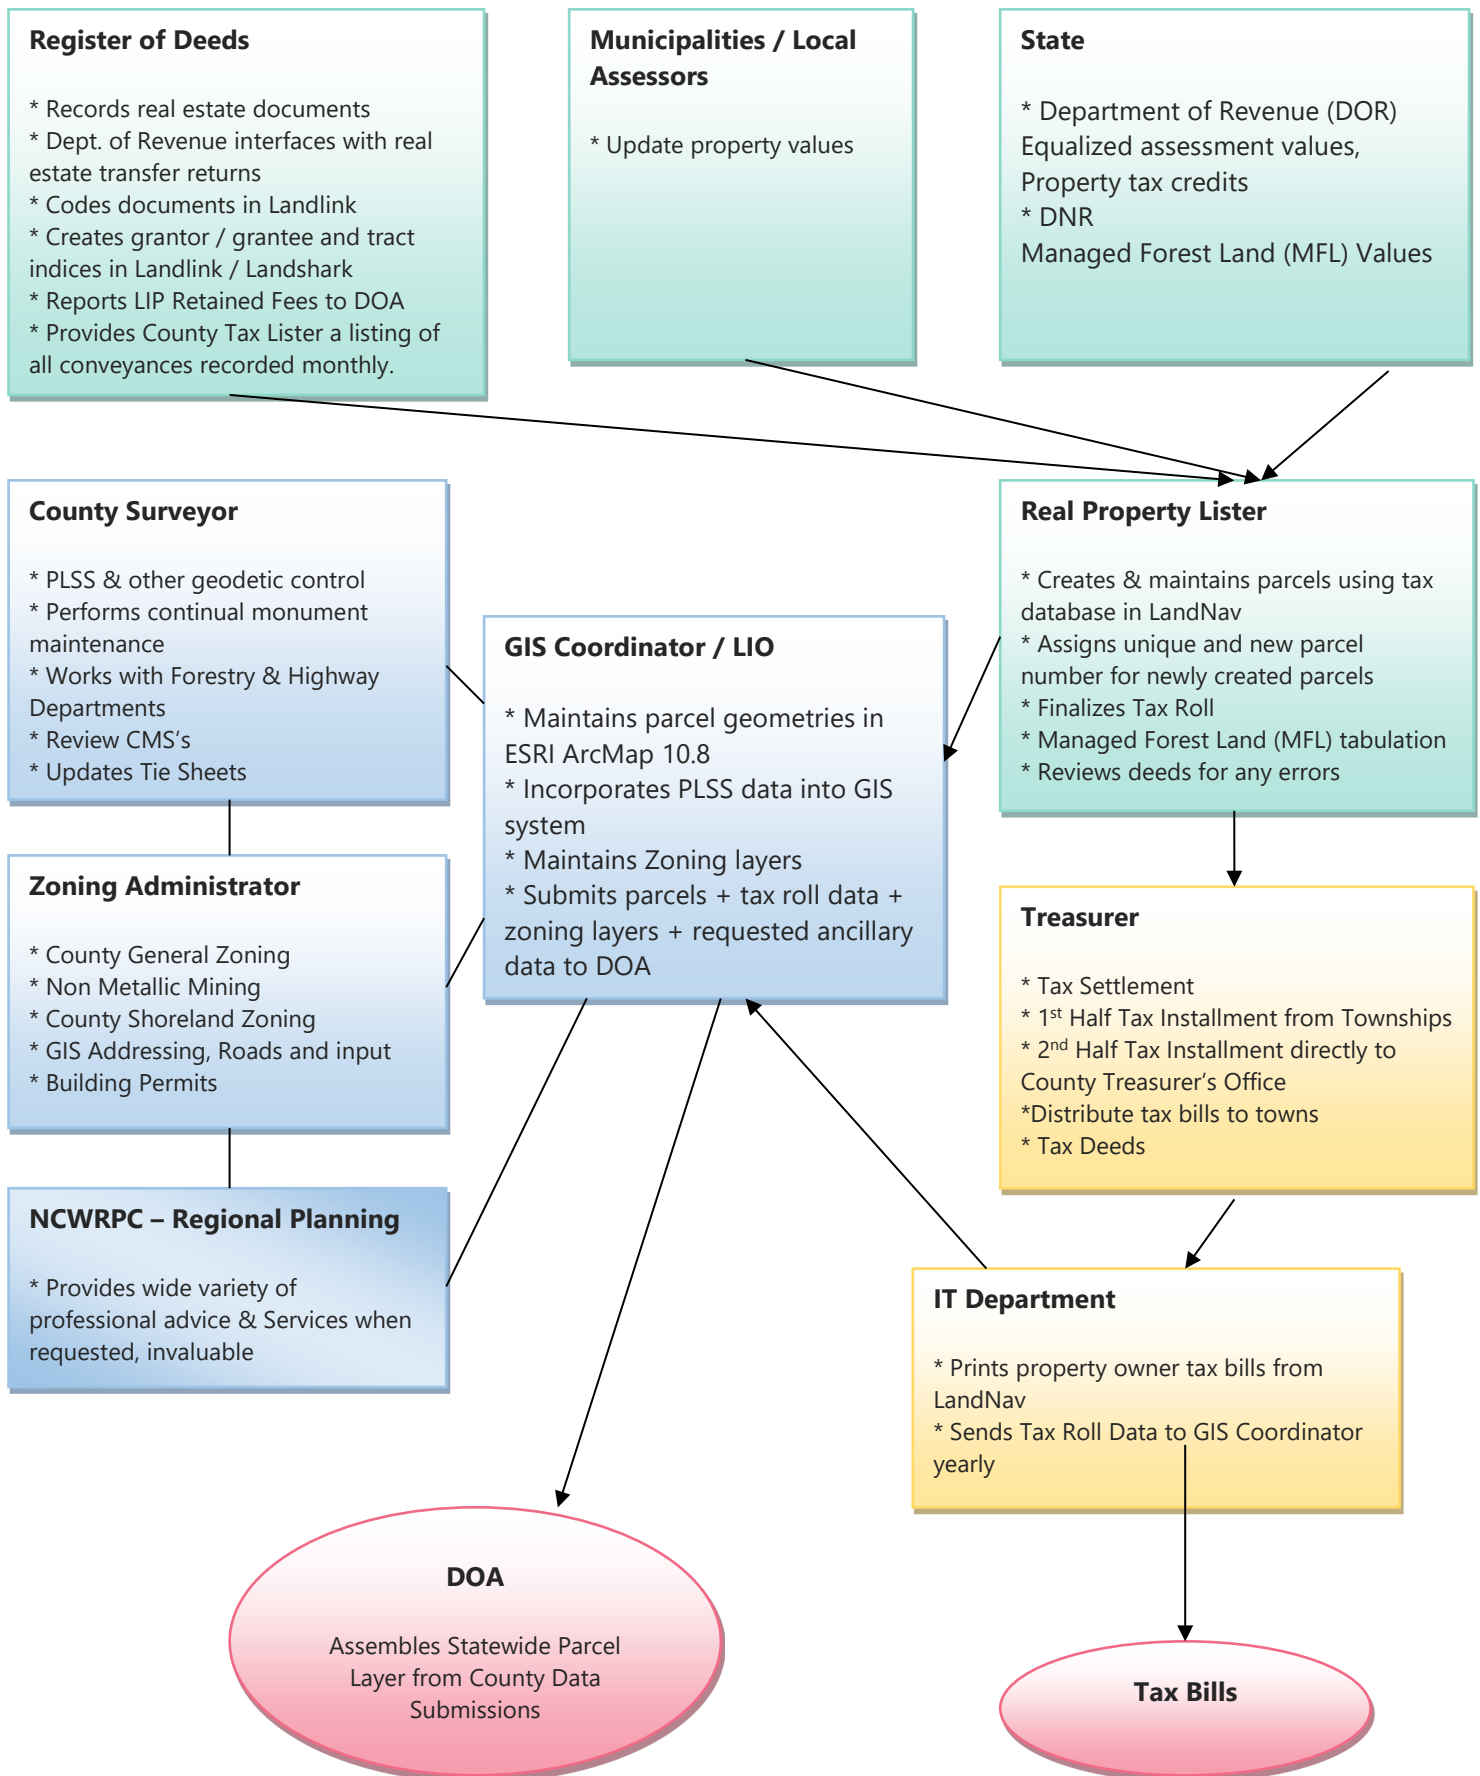 Register of Deeds
* Records real estate documents
* Dept. of Revenue interfaces with real
estate transfer returns
* Codes documents in Landlink
* Creates grantor / grantee and tract
indices in Landlink / Landshark
* Reports LIP Retained Fees to DOA
* Provides County Tax Lister a listing of
all conveyances recorded monthly.
Municipalities / Local
Assessors
* Update property values
State
* Department of Revenue (DOR)
Equalized assessment values,
Property tax credits
* DNR
Managed Forest Land (MFL) Values
County Surveyor
* PLSS & other geodetic control
* Performs continual monument
maintenance
* Works with Forestry & Highway
Departments
* Review CMS's
* Updates Tie Sheets
GIS Coordinator / LIO
* Maintains parcel geometries in
ESRI ArcMap 10.8
* Incorporates PLSS data into GIS
system
* Maintains Zoning layers
* Submits parcels + tax roll data +
zoning layers + requested ancillary
data to DOA
Real Property Lister
* Creates & maintains parcels using tax
database in LandNav
* Assigns unique and new parcel
number for newly created parcels
* Finalizes Tax Roll
* Managed Forest Land (MFL) tabulation
* Reviews deeds for any errors
Zoning Administrator
* County General Zoning
* Non Metallic Mining
* County Shoreland Zoning
* GIS Addressing, Roads and input
* Building Permits
Treasurer
* Tax Settlement
* 1st Half Tax Installment from Townships
* 2nd Half Tax Installment directly to
County Treasurer's Office
*Distribute tax bills to towns
* Tax Deeds
NCWRPC – Regional Planning
* Provides wide variety of
professional advice & Services when
requested, invaluable
IT Department
* Prints property owner tax bills from
LandNav
* Sends Tax Roll Data to GIS Coordinator
yearly
DOA
Assembles Statewide Parcel
Layer from County Data
Submissions
Tax Bills